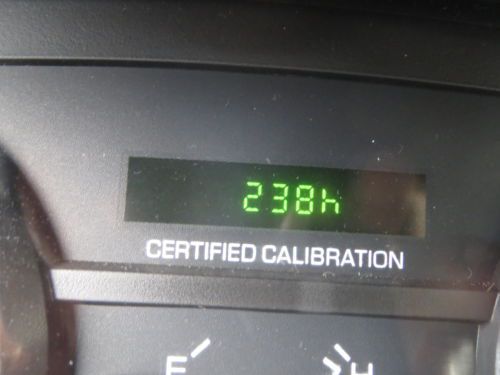 238h
CERTIFIED CALIBRATION
F H